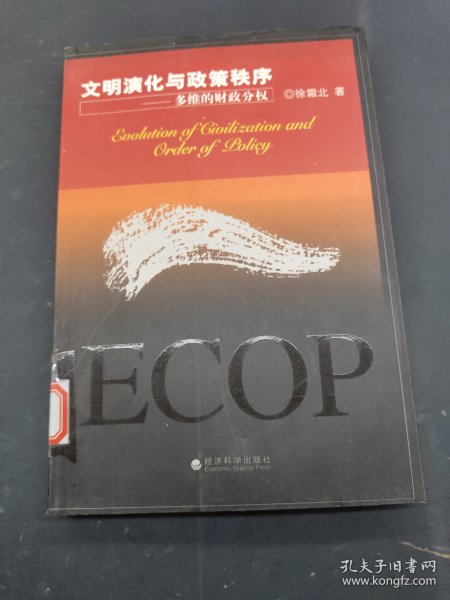 文明演化与政策秩序
——多维的财政分权
◎徐霜北 著
Evolution of Civilization and
Order of Policy
ECOP
经济科学出版社
Economic Science Press
孔夫子旧书网
www.kongfz.com